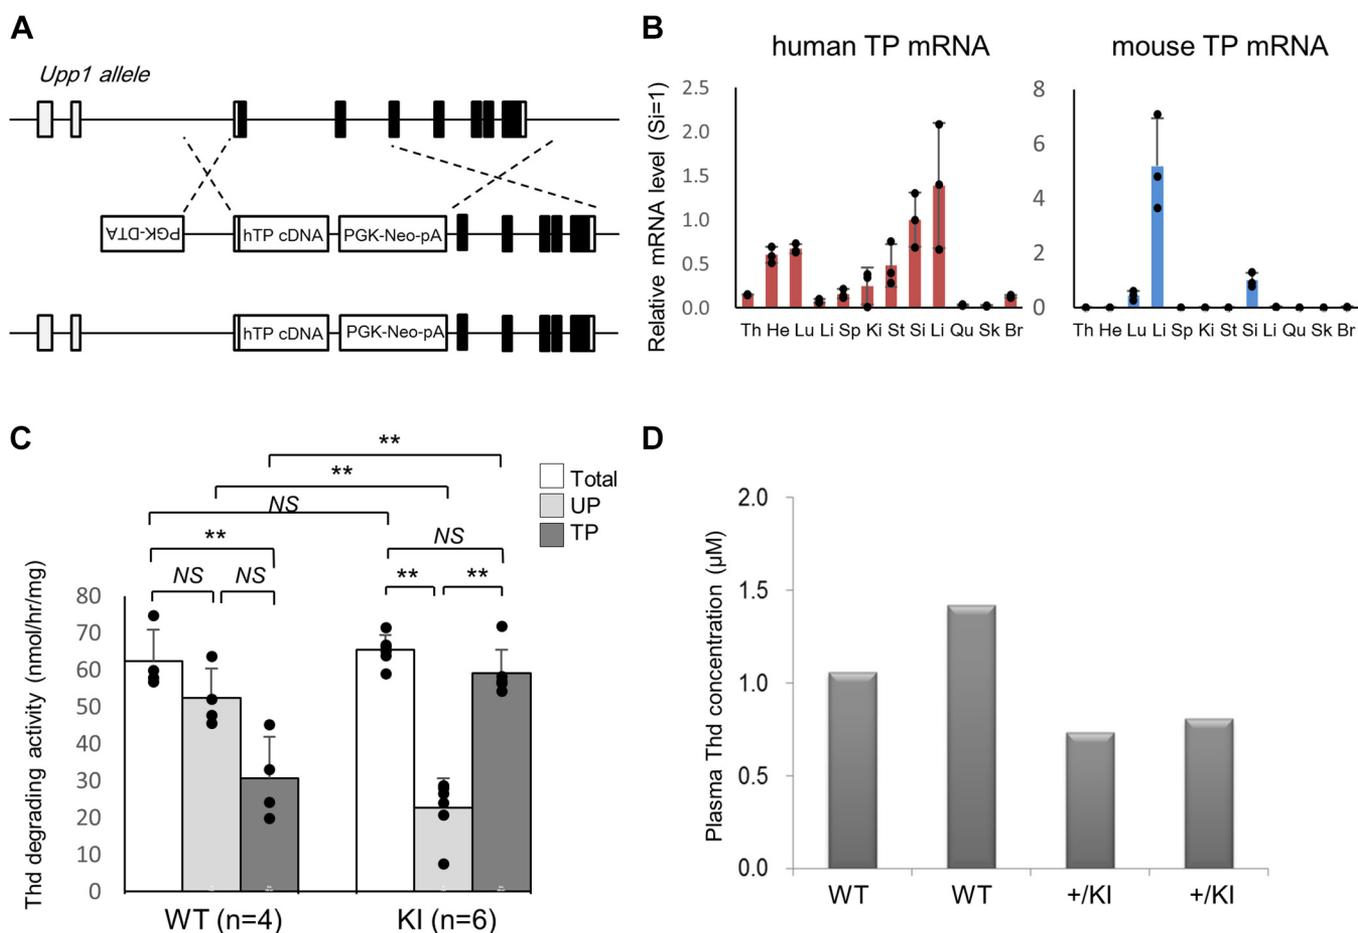 A
Upp1 allele
PGK-DTA
hTP cDNA
PGK-Neo-pA
hTP cDNA
PGK-Neo-pA
B
human TP mRNA
mouse TP mRNA
Relative mRNA level (Si=1)
2.5
2.0
1.5
1.0
0.5
0.0
Th He Lu Li Sp Ki St Si Li Qu Sk Br
8
6
4
2
0
Th He Lu Li Sp Ki St Si Li Qu Sk Br
C
**
**
NS
**
NS
NS NS
** **
Total
UP
TP
Thd degrading activity (nmol/hr/mg)
80
70
60
50
40
30
20
10
0
WT (n=4)
KI (n=6)
D
Plasma Thd concentration (μM)
2.0
1.5
1.0
0.5
0.0
WT WT +/KI +/KI